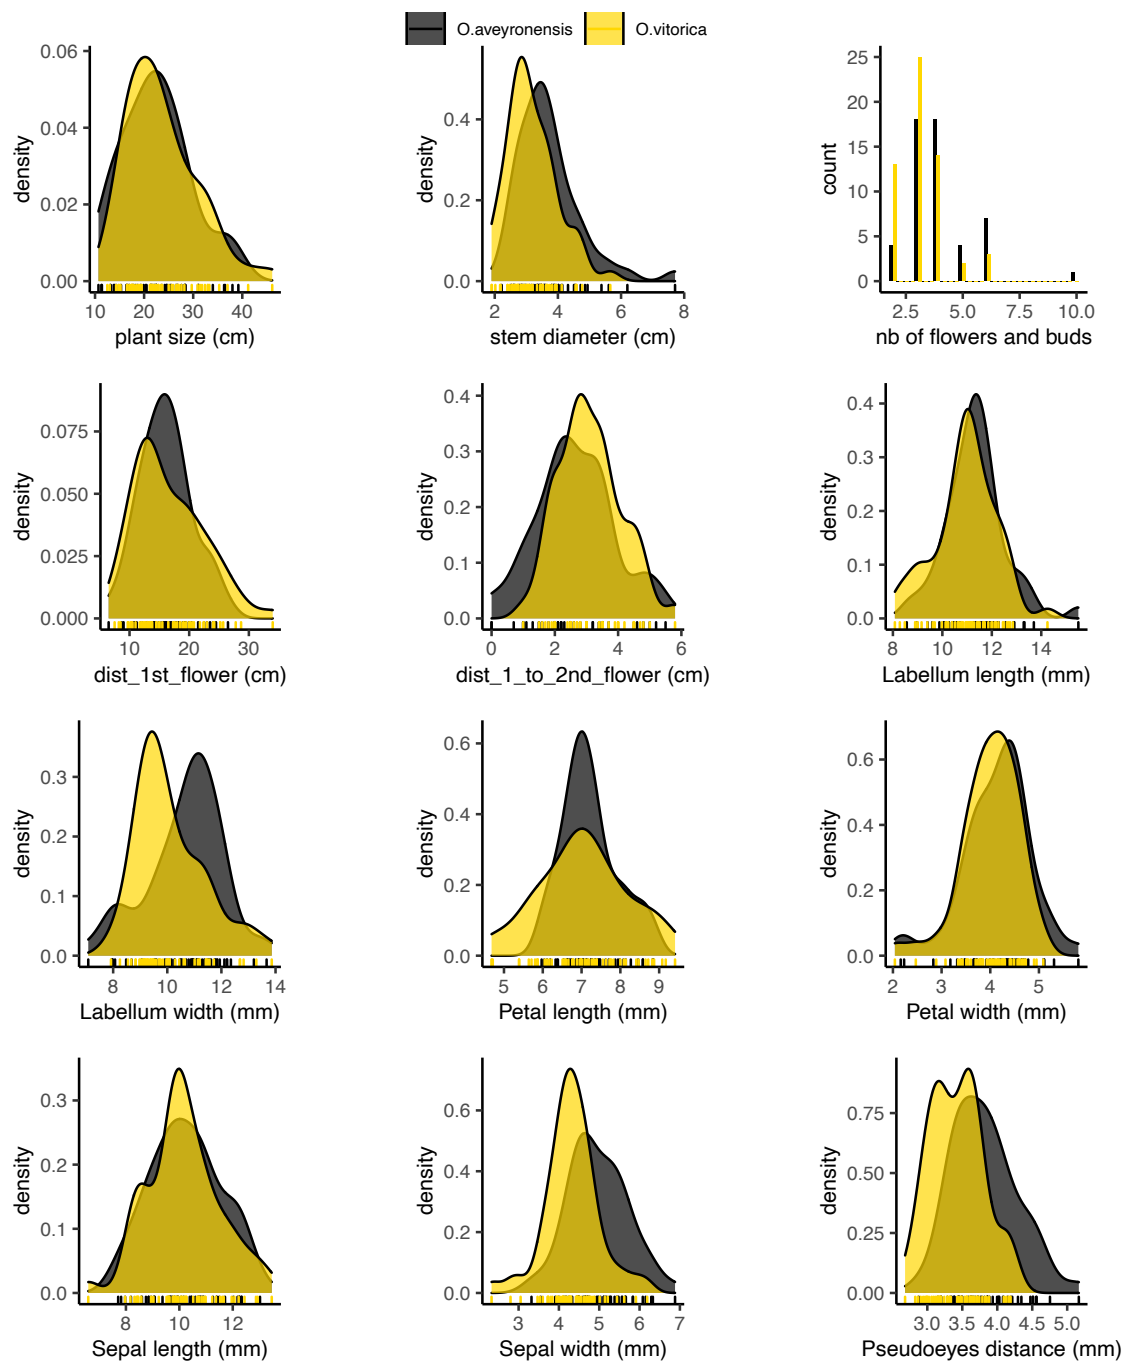 O.aveyronensis O.vitorica
0.06
0.04
0.02
0.00
density
10 20 30 40
plant size (cm)
0.4
0.2
0.0
density
2 4 6 8
stem diameter (cm)
25
20
15
10
5
0
count
2.5 5.0 7.5 10.0
nb of flowers and buds
0.075
0.050
0.025
0.000
density
10 20 30
dist_1st_flower (cm)
0.4
0.3
0.2
0.1
0.0
density
0 2 4 6
dist_1_to_2nd_flower (cm)
0.4
0.3
0.2
0.1
0.0
density
8 10 12 14
Labellum length (mm)
0.3
0.2
0.1
0.0
density
8 10 12 14
Labellum width (mm)
0.6
0.4
0.2
0.0
density
5 6 7 8 9
Petal length (mm)
0.6
0.4
0.2
0.0
density
2 3 4 5
Petal width (mm)
0.3
0.2
0.1
0.0
density
8 10 12
Sepal length (mm)
0.6
0.4
0.2
0.0
density
3 4 5 6 7
Sepal width (mm)
0.75
0.50
0.25
0.00
density
3.0 3.5 4.0 4.5 5.0
Pseudoeyes distance (mm)